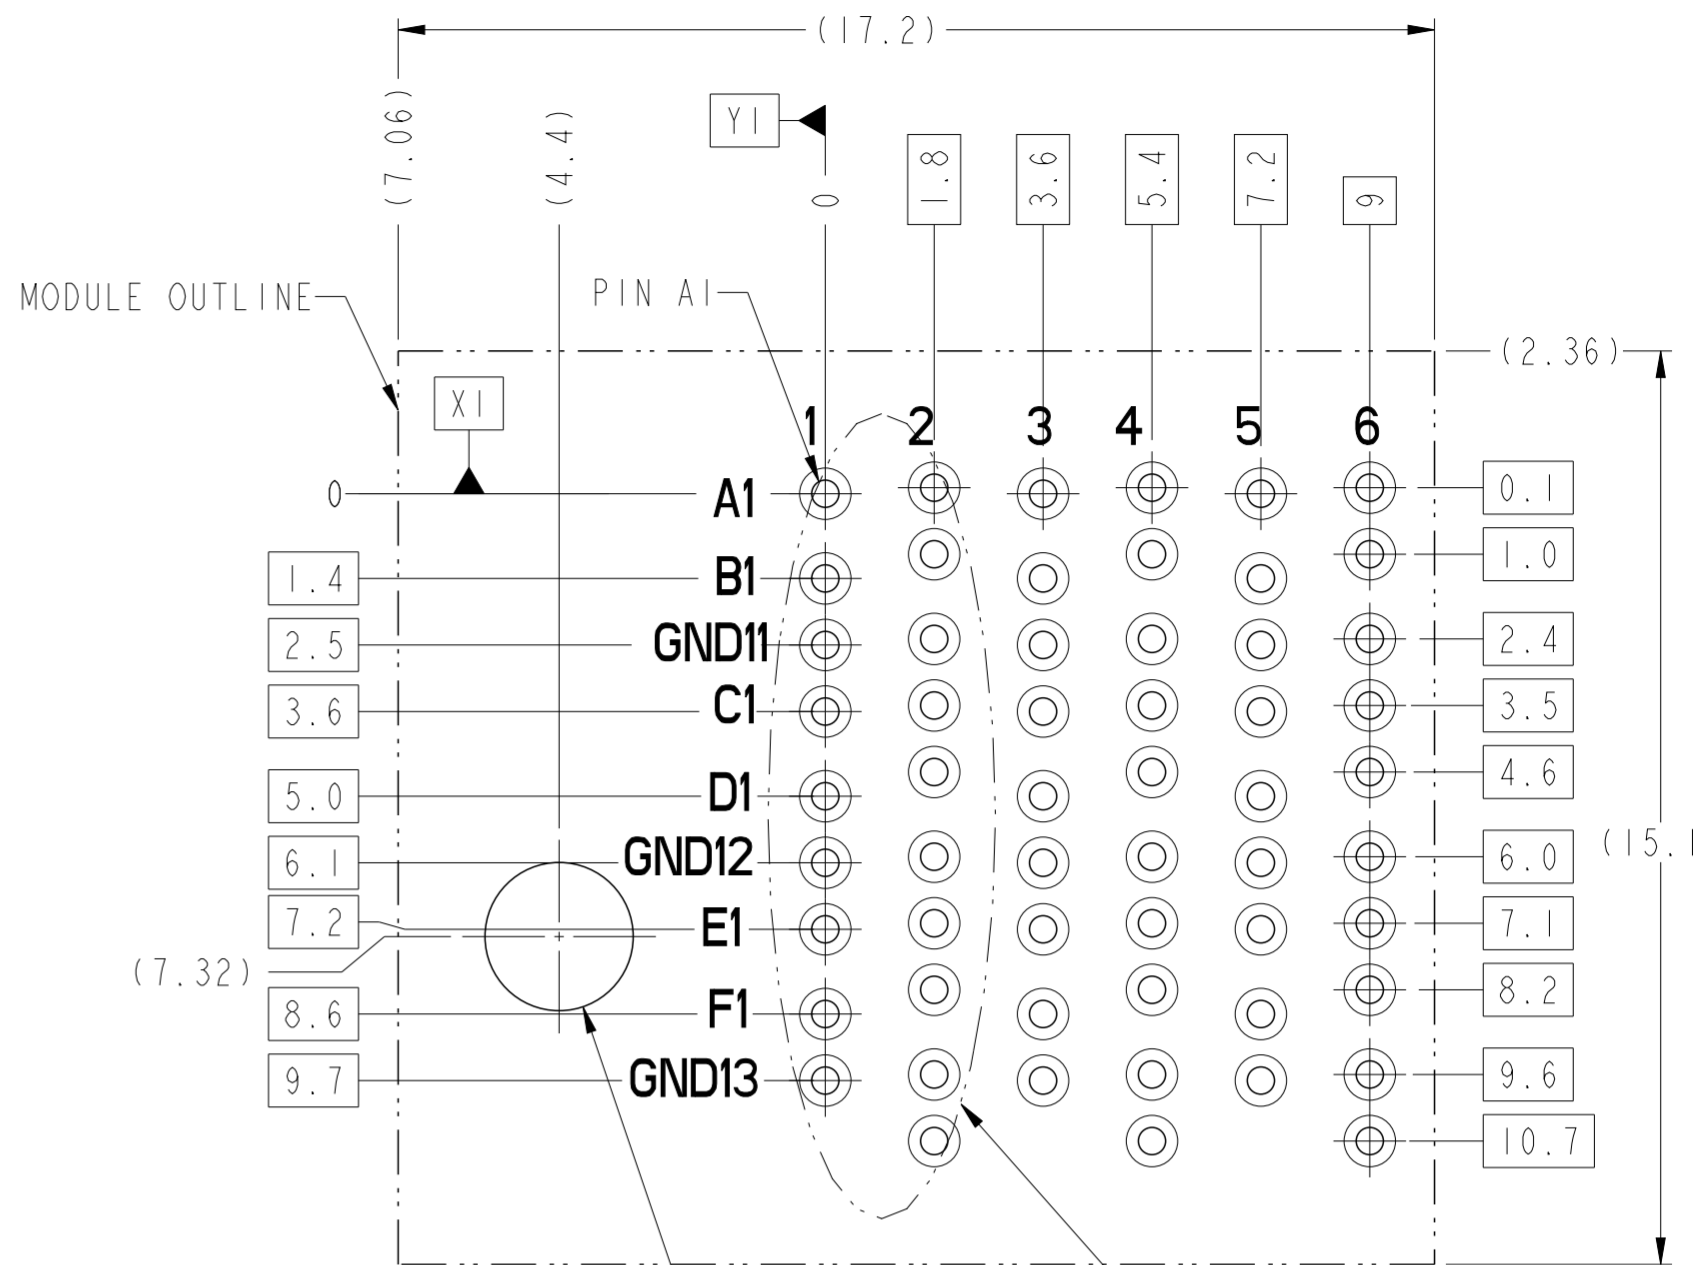 (17.2)
(7.06)
(4.4)
Y1
0
1.8
3.6
5.4
7.2
9
MODULE OUTLINE
PIN A1
(2.36)
X1
1 2 3 4 5 6
0 A1 0.1
1.0
1.4 B1
2.5 GND11 2.4
3.6 C1 3.5
4.6
5.0 D1
6.1 GND12 6.0
(15.1
7.2 E1 7.1
(7.32)
8.2
8.6 F1
9.7 GND13 9.6
10.7